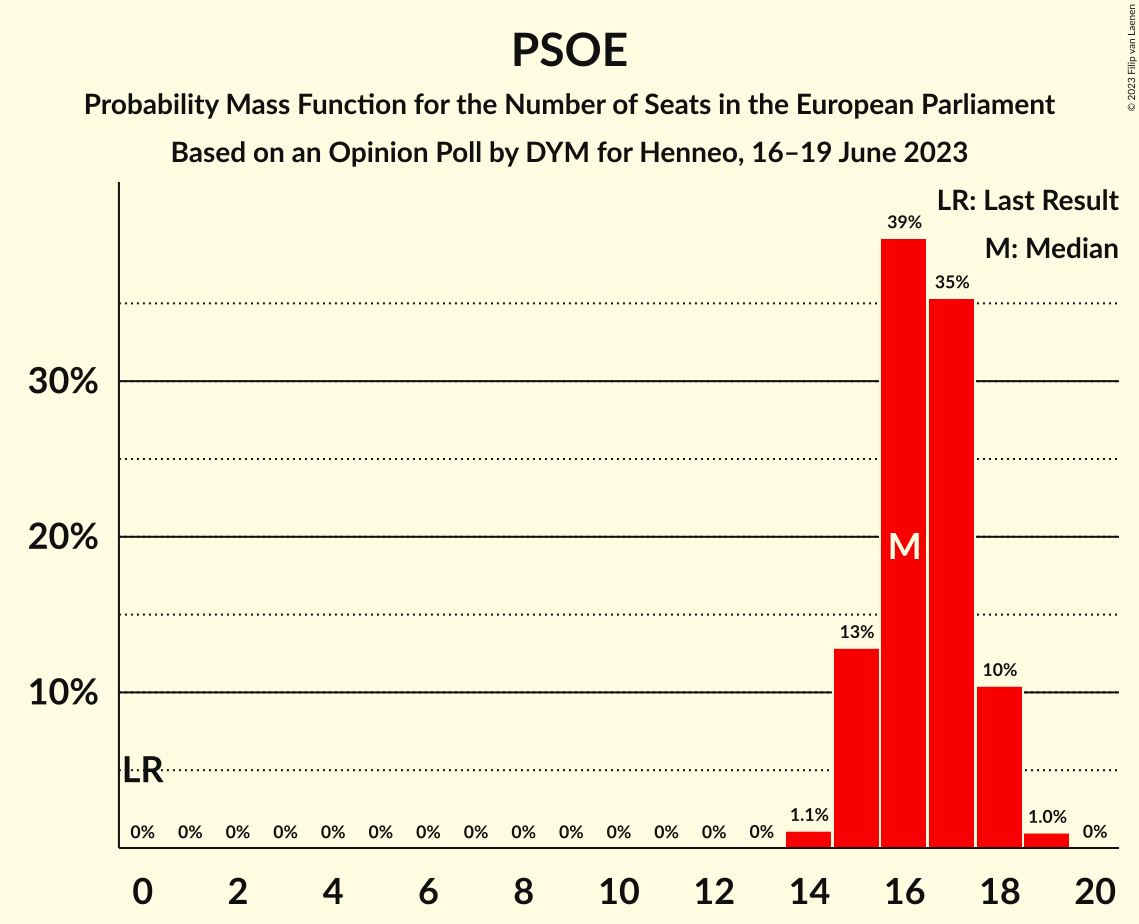 PSOE
Probability Mass Function for the Number of Seats in the European Parliament
Based on an Opinion Poll by DYM for Henneo, 16–19 June 2023
© 2023 Filip van Laenen
LR: Last Result
M: Median
39%
35%
30%
20%
M
13%
10%
10%
LR
1.1%
1.0%
0% 0% 0% 0% 0% 0% 0% 0% 0% 0% 0% 0% 0% 0% 0%
0 2 4 6 8 10 12 14 16 18 20